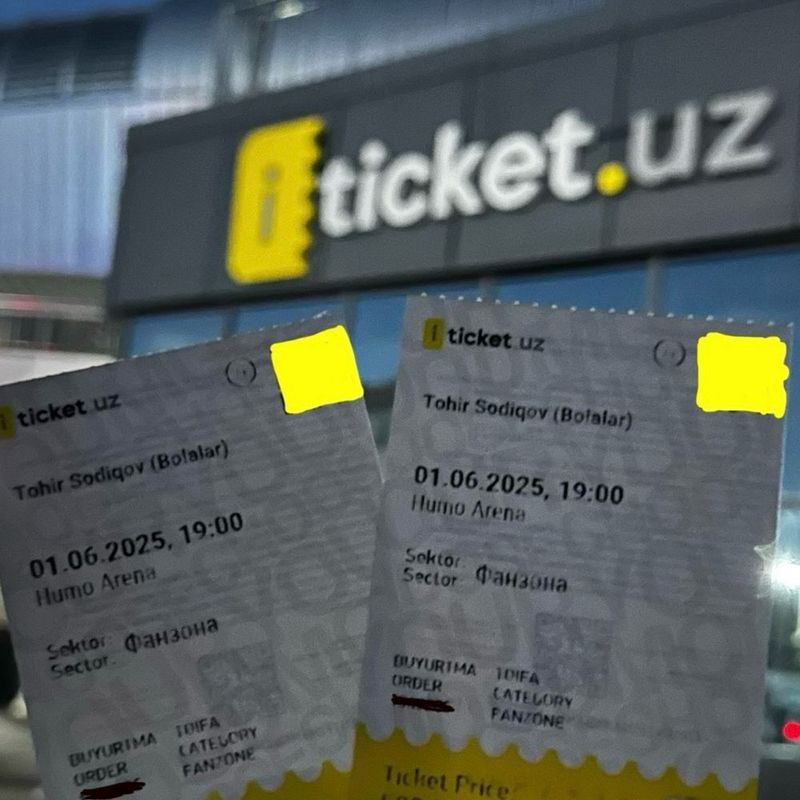 i ticket.uz
i ticket.uz
Tohir Sodiqov (Bolalar)
01.06.2025, 19:00
Humo Arena
Sektor:
Sector: Фанзона
BUYURTMA
ORDER
TOIFA
CATEGORY
FANZONE
i ticket.uz
Tohir Sodiqov (Bolalar)
01.06.2025, 19:00
Humo Arena
Sektor:
Sector: Фанзона
BUYURTMA
ORDER
TOIFA
CATEGORY
FANZONE
Ticket Price